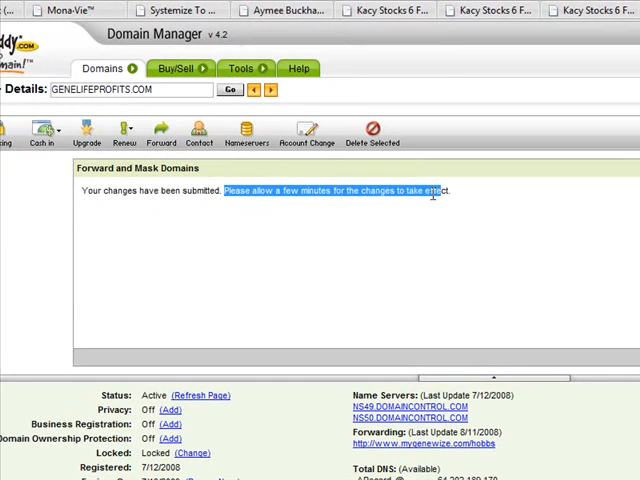 Mona-Vie™
Systemize To ...
Aymee Buckha...
Kacy Stocks 6 F...
Kacy Stocks 6 F...
Kacy Stocks 6 F...
ddy.COM
main!™
Domain Manager v 4.2
Domains
Buy/Sell
Tools
Help
Details:
GENELIFEPROFITS.COM
Go
king
Cash in
Upgrade
Renew
Forward
Contact
Nameservers
Account Change
Delete Selected
Forward and Mask Domains
Your changes have been submitted. Please allow a few minutes for the changes to take effect.
Status: Active (Refresh Page)
Privacy: Off (Add)
Business Registration: Off (Add)
Domain Ownership Protection: Off (Add)
Locked: Locked (Change)
Registered: 7/12/2008
Name Servers: (Last Update 7/12/2008)
NS49.DOMAINCONTROL.COM
NS50.DOMAINCONTROL.COM
Forwarding: (Last Update 8/11/2008)
http://www.mygenewize.com/hobbs
Total DNS: (Available)